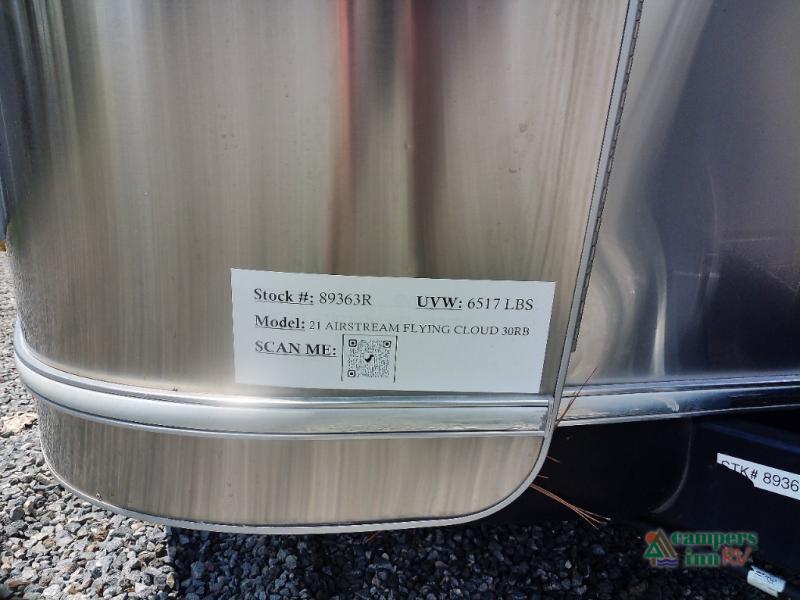 Stock #: 89363R UVW: 6517 LBS
Model: 21 AIRSTREAM FLYING CLOUD 30RB
SCAN ME:
STK# 8936
campers
inn RV